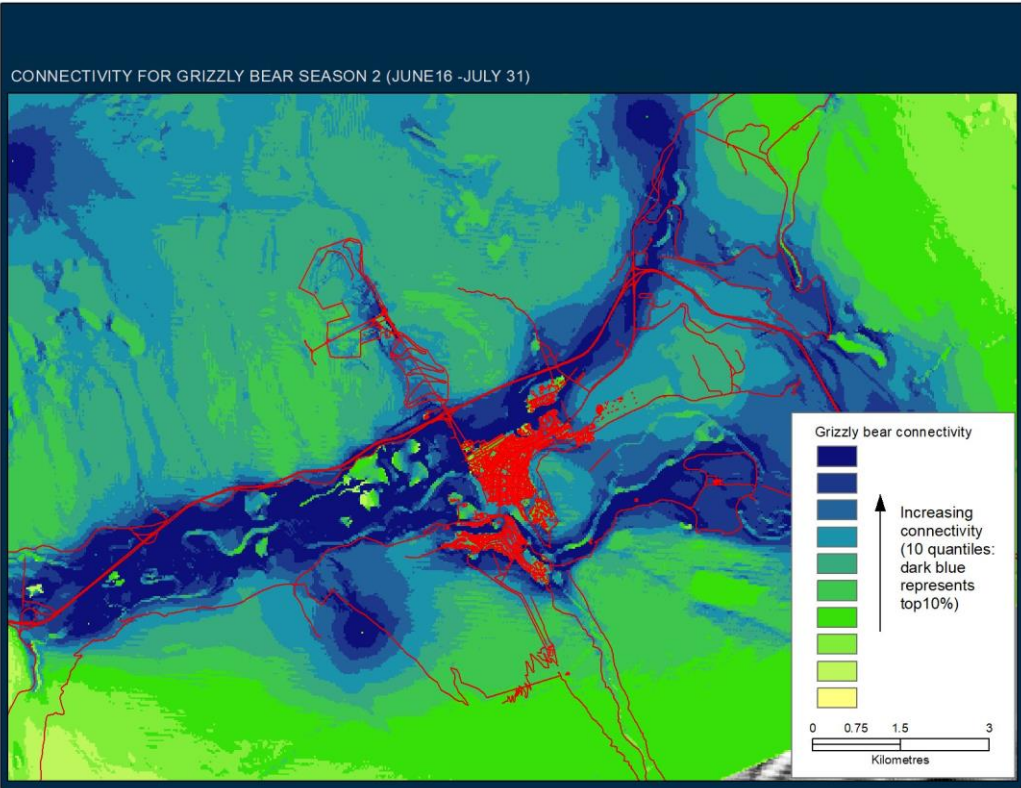 CONNECTIVITY FOR GRIZZLY BEAR SEASON 2 (JUNE16 -JULY 31)
Grizzly bear connectivity
Increasing
connectivity
(10 quantiles:
dark blue
represents
top10%)
0 0.75 1.5 3
Kilometres